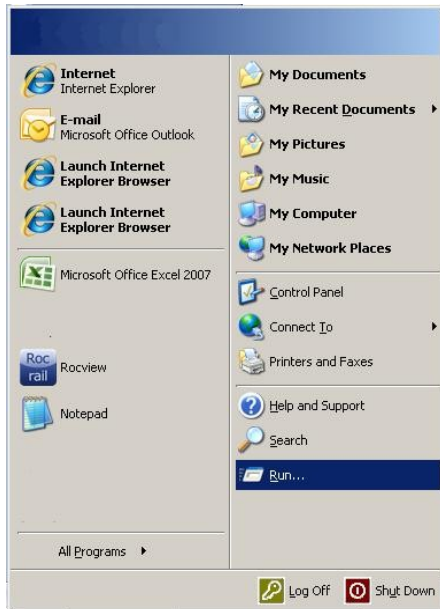 Internet
Internet Explorer
E-mail
Microsoft Office Outlook
Launch Internet
Explorer Browser
Launch Internet
Explorer Browser
Microsoft Office Excel 2007
Roc
rail
Rocview
Notepad
All Programs
My Documents
My Recent Documents
My Pictures
My Music
My Computer
My Network Places
Control Panel
Connect To
Printers and Faxes
Help and Support
Search
Run...
Log Off
Shut Down